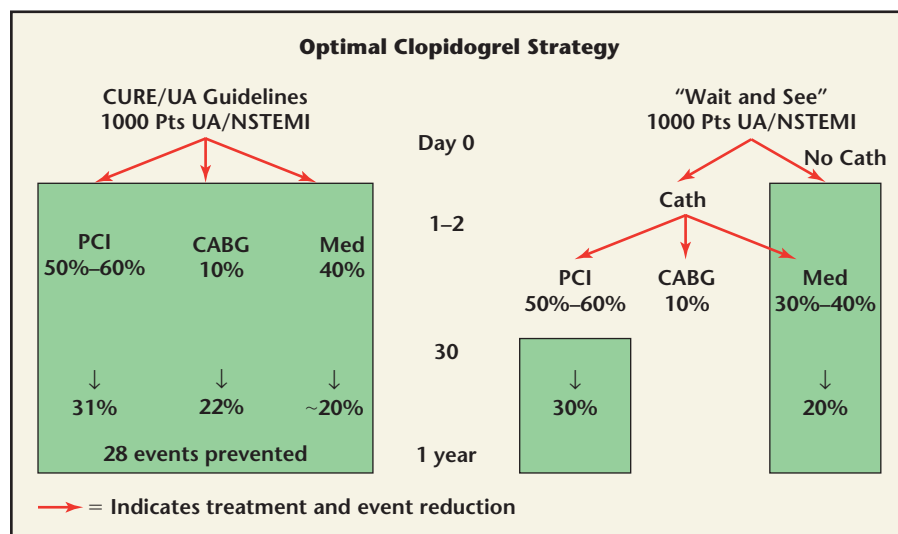 Optimal Clopidogrel Strategy
CURE/UA Guidelines
1000 Pts UA/NSTEMI
PCI
50%–60%
CABG
10%
Med
40%
↓
31%
↓
22%
↓
~20%
28 events prevented
Day 0
1–2
30
1 year
“Wait and See”
1000 Pts UA/NSTEMI
No Cath
Cath
PCI
50%–60%
CABG
10%
Med
30%–40%
↓
30%
↓
20%
= Indicates treatment and event reduction